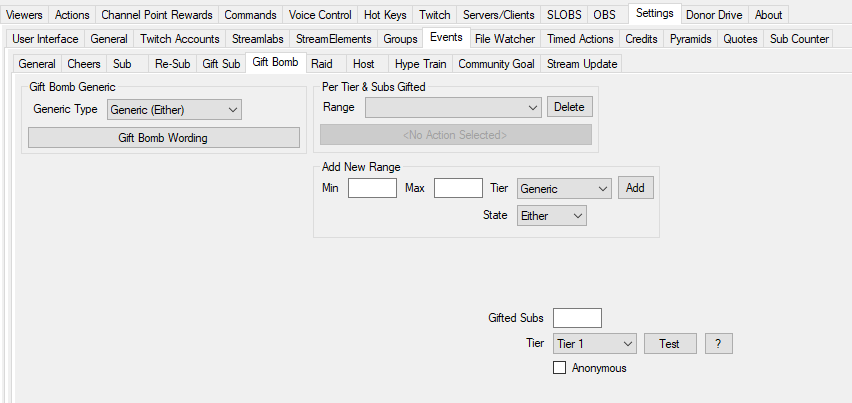 Viewers Actions Channel Point Rewards Commands Voice Control Hot Keys Twitch Servers/Clients SLOBS OBS Settings Donor Drive About
User Interface General Twitch Accounts Streamlabs StreamElements Groups Events File Watcher Timed Actions Credits Pyramids Quotes Sub Counter
General Cheers Sub Re-Sub Gift Sub Gift Bomb Raid Host Hype Train Community Goal Stream Update
Gift Bomb Generic
Generic Type Generic (Either)
Gift Bomb Wording
Per Tier & Subs Gifted
Range Delete
<No Action Selected>
Add New Range
Min Max Tier Generic Add
State Either
Gifted Subs
Tier Tier 1 Test ?
Anonymous